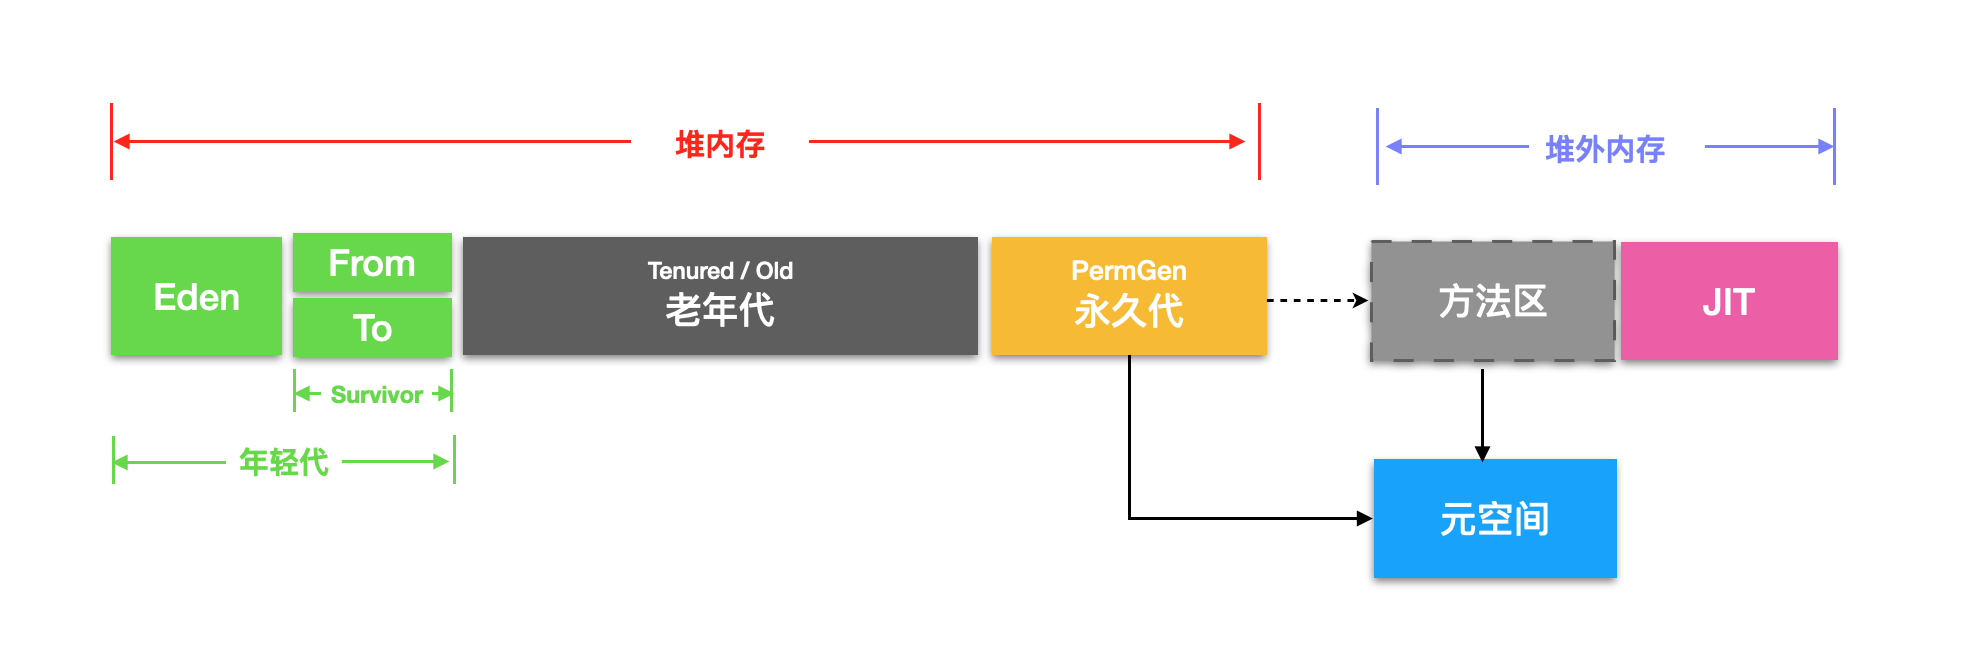 堆内存
堆外内存
Eden
From
To
Tenured / Old
老年代
PermGen
永久代
方法区
JIT
Survivor
年轻代
元空间